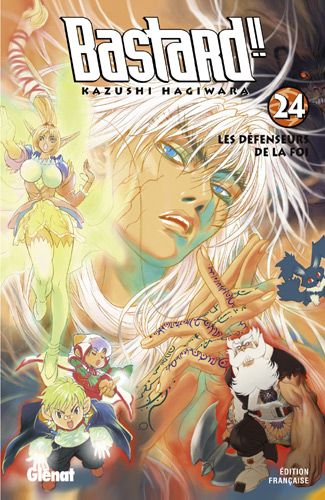 BASTARD!!
KAZUSHI HAGIWARA
24
LES DÉFENSEURS
DE LA FOI
Glénat
ÉDITION
FRANÇAISE